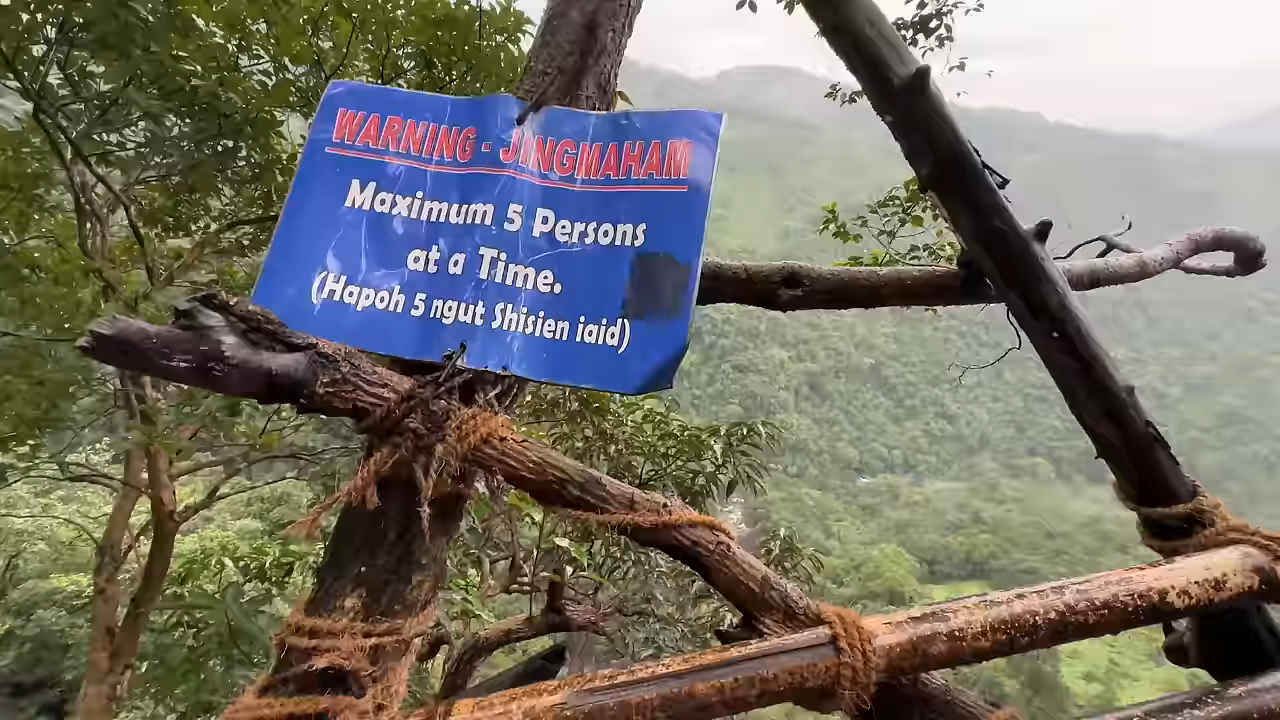 WARNING - JINGMAHAM
Maximum 5 Persons
at a Time.
(Hapoh 5 ngut Shisien iaid)